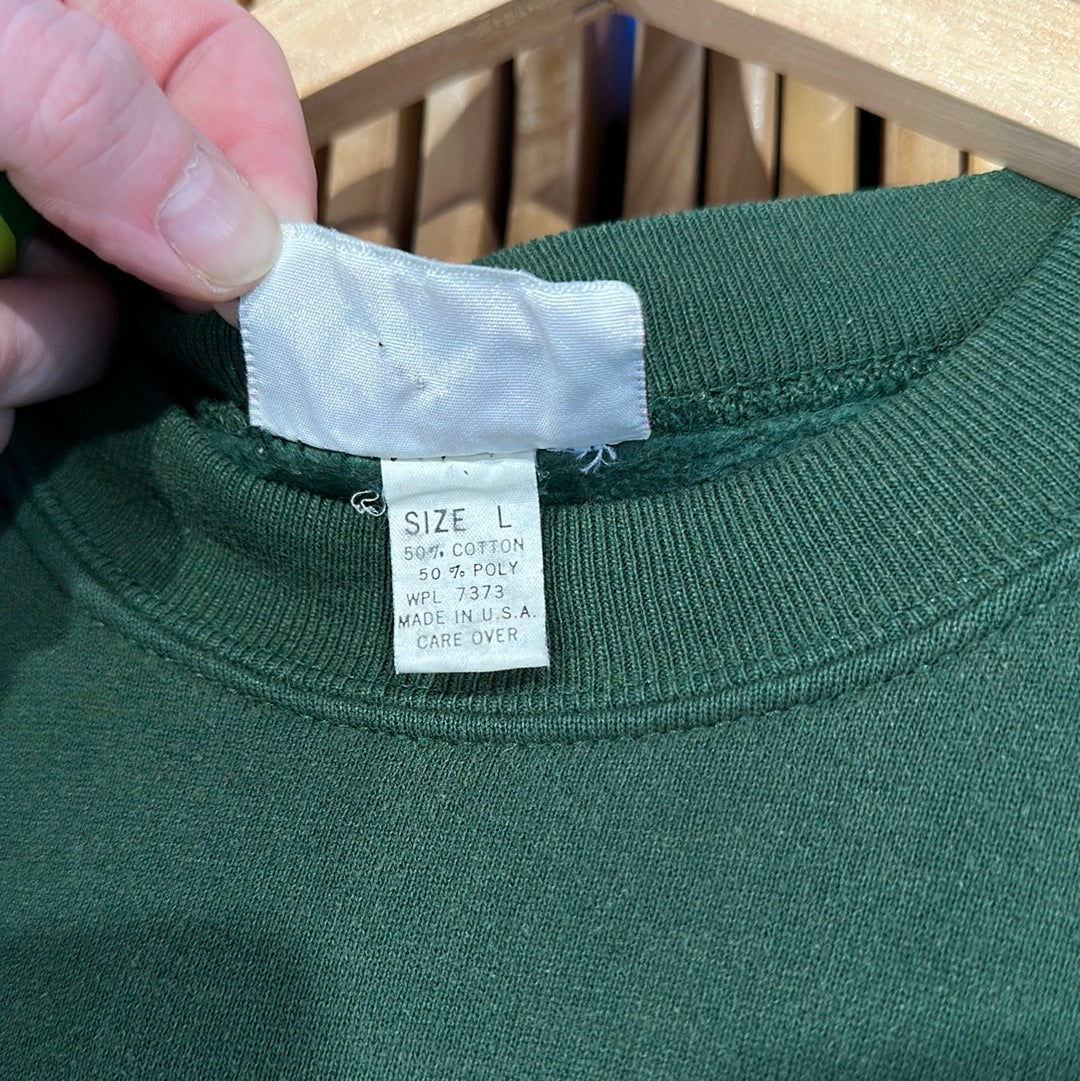 SIZE L
50% COTTON
50 % POLY
WPL 7373
MADE IN U.S.A.
CARE OVER